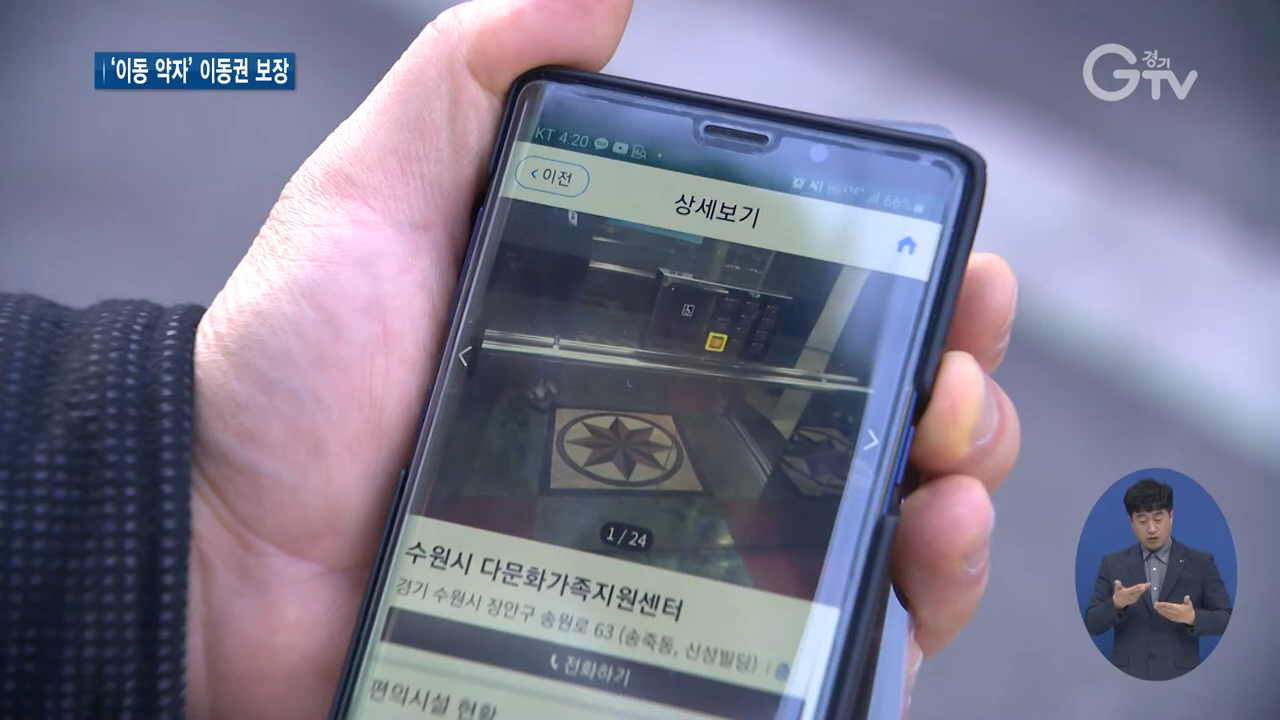 '이동 약자' 이동권 보장
경기
GTV
KT 4:20
66%
< 이전
상세보기
1 / 24
수원시 다문화가족지원센터
경기 수원시 장안구 송원로 63 (송죽동, 신성빌딩)
전화하기
편의시설 현황